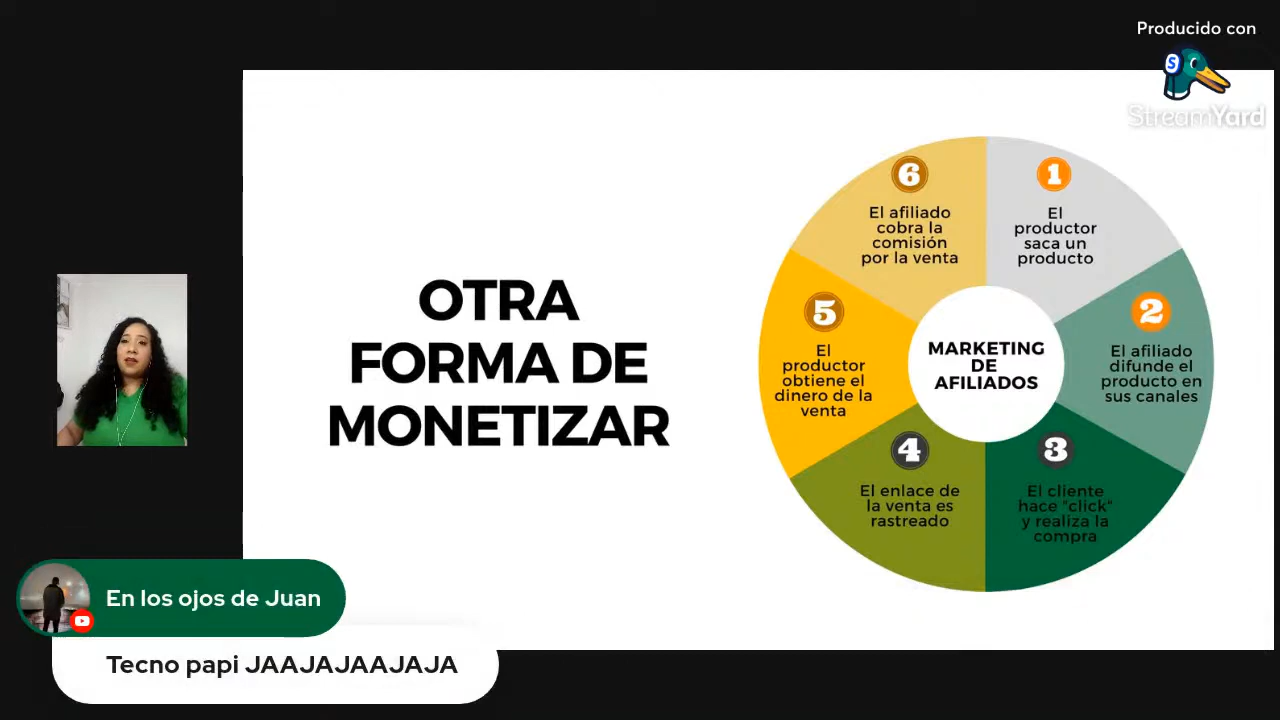 Producido con
StreamYard
OTRA
FORMA DE
MONETIZAR
MARKETING
DE
AFILIADOS
1
El
productor
saca un
producto
2
El afiliado
difunde el
producto en
sus canales
3
El cliente
hace "click"
y realiza la
compra
4
El enlace de
la venta es
rastreado
5
El
productor
obtiene el
dinero de la
venta
6
El afiliado
cobra la
comisión
por la venta
En los ojos de Juan
Tecno papi JAAJAJAAJAJA